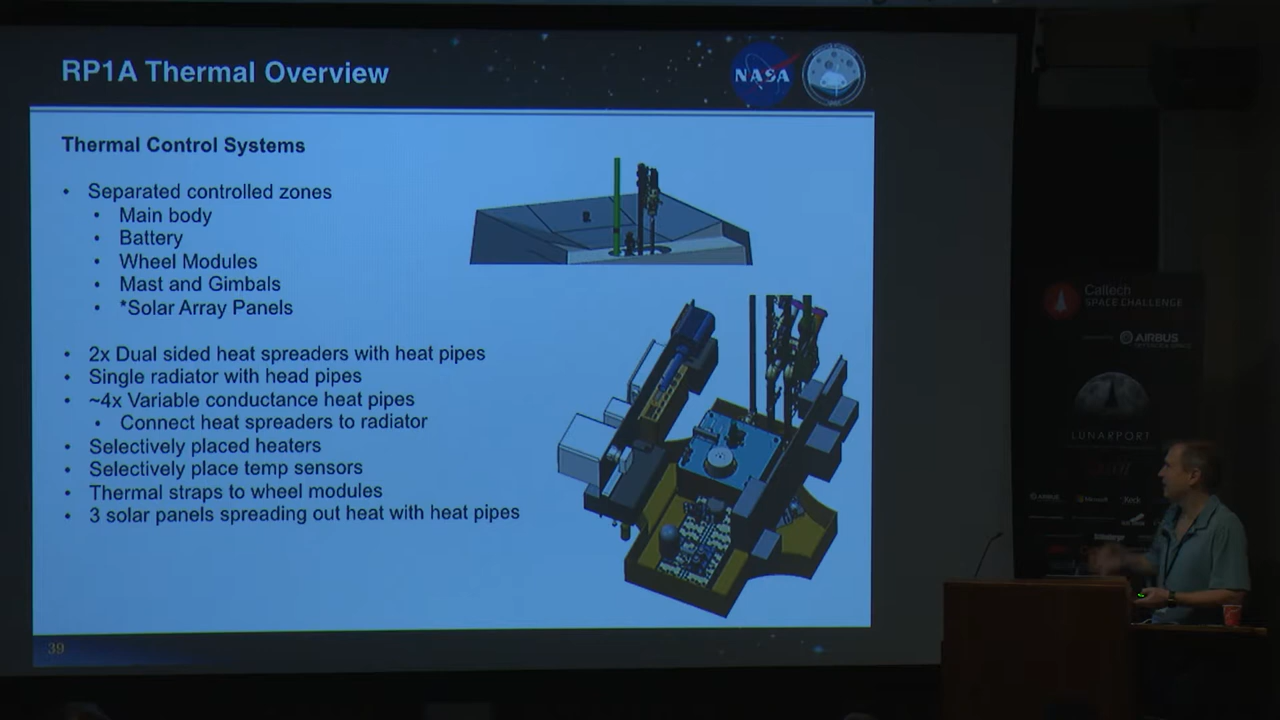 RP1A Thermal Overview
NASA
Thermal Control Systems
• Separated controlled zones
• Main body
• Battery
• Wheel Modules
• Mast and Gimbals
• *Solar Array Panels
• 2x Dual sided heat spreaders with heat pipes
• Single radiator with head pipes
• ~4x Variable conductance heat pipes
• Connect heat spreaders to radiator
• Selectively placed heaters
• Selectively place temp sensors
• Thermal straps to wheel modules
• 3 solar panels spreading out heat with heat pipes
39
Caltech
SPACE CHALLENGE
AIRBUS
LUNARPORT
AIRBUS
Microsoft
Keck